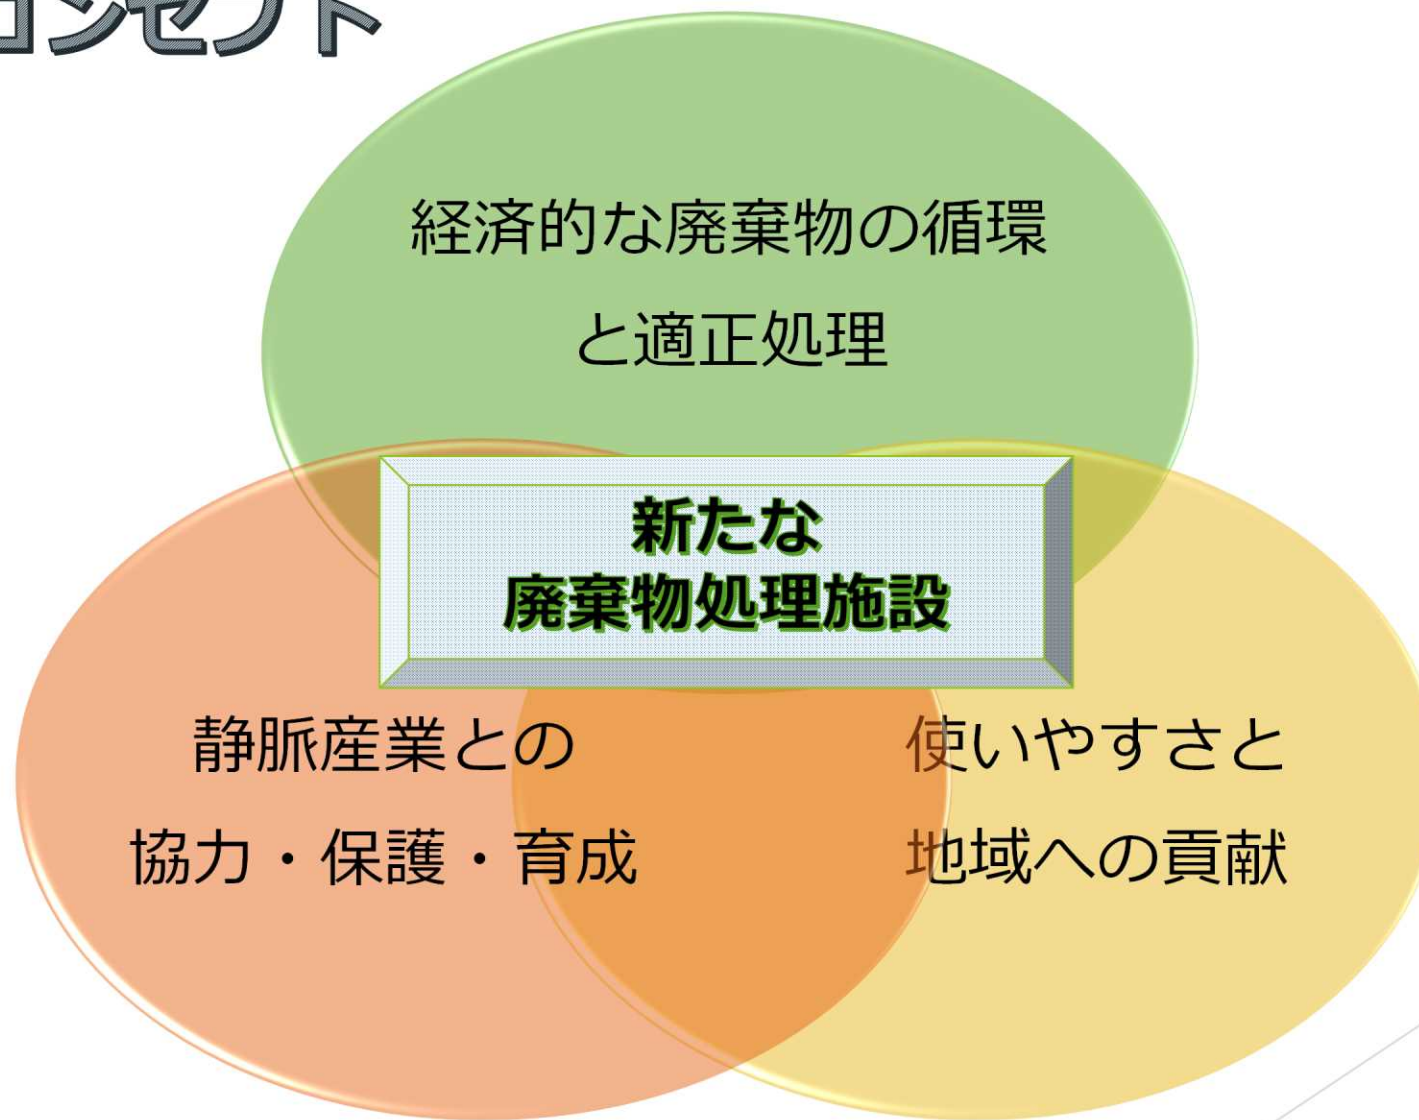 コンセプト
経済的な廃棄物の循環
と適正処理
新たな
廃棄物処理施設
静脈産業との
協力・保護・育成
使いやすさと
地域への貢献